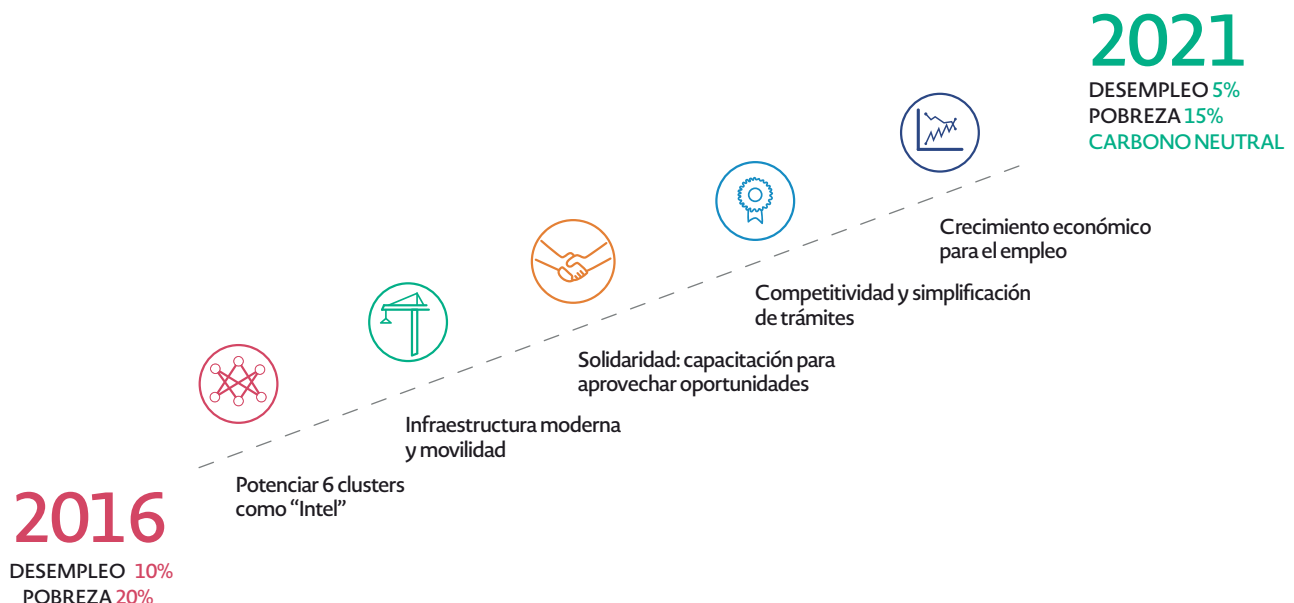 2021
DESEMPLEO 5%
POBREZA 15%
CARBONO NEUTRAL
Crecimiento económico
para el empleo
Competitividad y simplificación
de trámites
Solidaridad: capacitación para
aprovechar oportunidades
Infraestructura moderna
y movilidad
Potenciar 6 clusters
como “Intel”
2016
DESEMPLEO 10%
POBREZA 20%